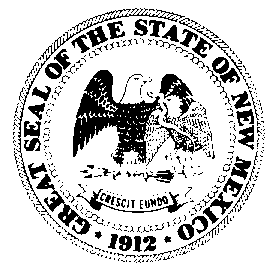 GREAT SEAL OF THE STATE OF NEW MEXICO
CRESCIT EUNDO
★ 1912 ★